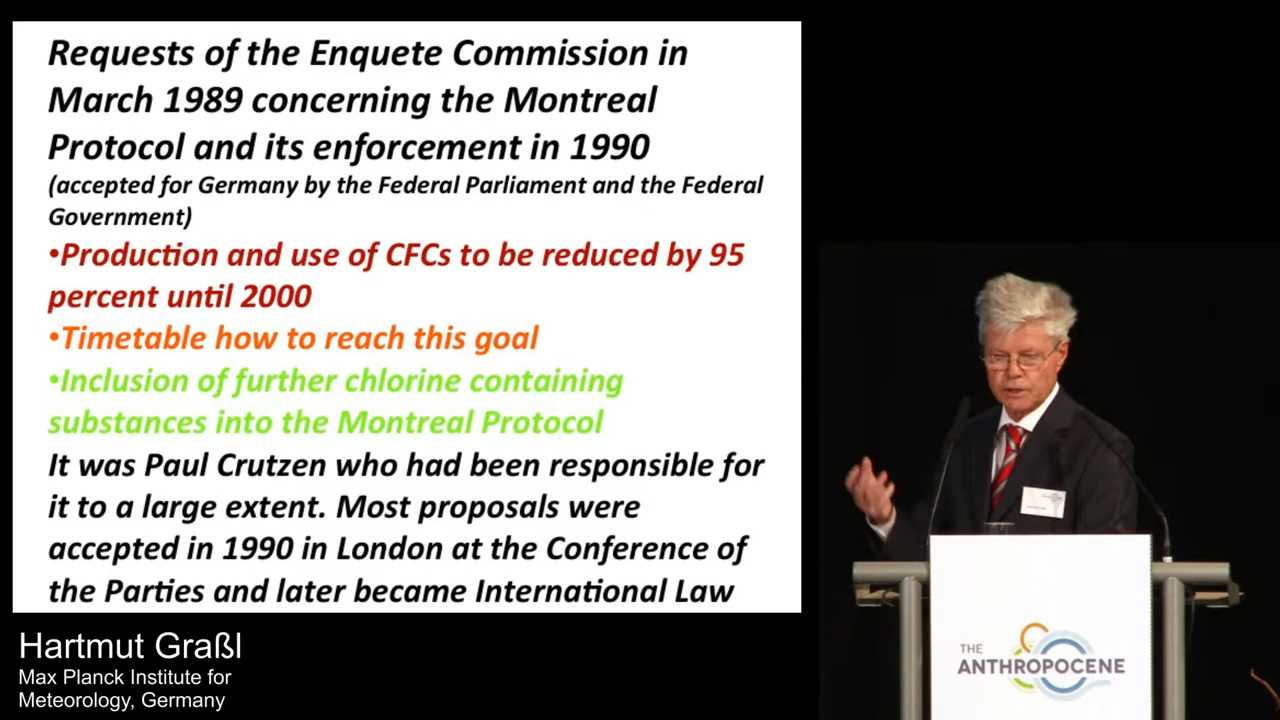 Requests of the Enquete Commission in
March 1989 concerning the Montreal
Protocol and its enforcement in 1990
(accepted for Germany by the Federal Parliament and the Federal
Government)
•Production and use of CFCs to be reduced by 95
percent until 2000
•Timetable how to reach this goal
•Inclusion of further chlorine containing
substances into the Montreal Protocol
It was Paul Crutzen who had been responsible for
it to a large extent. Most proposals were
accepted in 1990 in London at the Conference of
the Parties and later became International Law
Hartmut Graßl
Max Planck Institute for
Meteorology, Germany
THE
ANTHROPOCENE